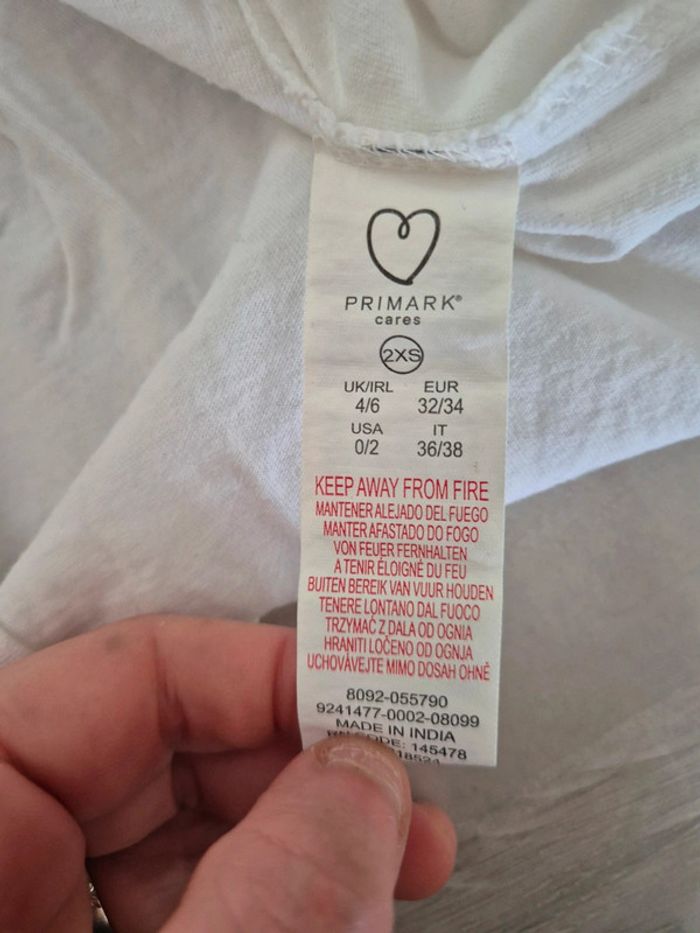 PRIMARK®
cares
2XS
UK/IRL EUR
4/6 32/34
USA IT
0/2 36/38
KEEP AWAY FROM FIRE
MANTENER ALEJADO DEL FUEGO
MANTER AFASTADO DO FOGO
VON FEUER FERNHALTEN
A TENIR ÉLOIGNÉ DU FEU
BUITEN BEREIK VAN VUUR HOUDEN
TENERE LONTANO DAL FUOCO
TRZYMAĆ Z DALA OD OGNIA
HRANITI LOČENO OD OGNJA
UCHOVÁVEJTE MIMO DOSAH OHNĚ
8092-055790
9241477-0002-08099
MADE IN INDIA
CODE: 145478
18524